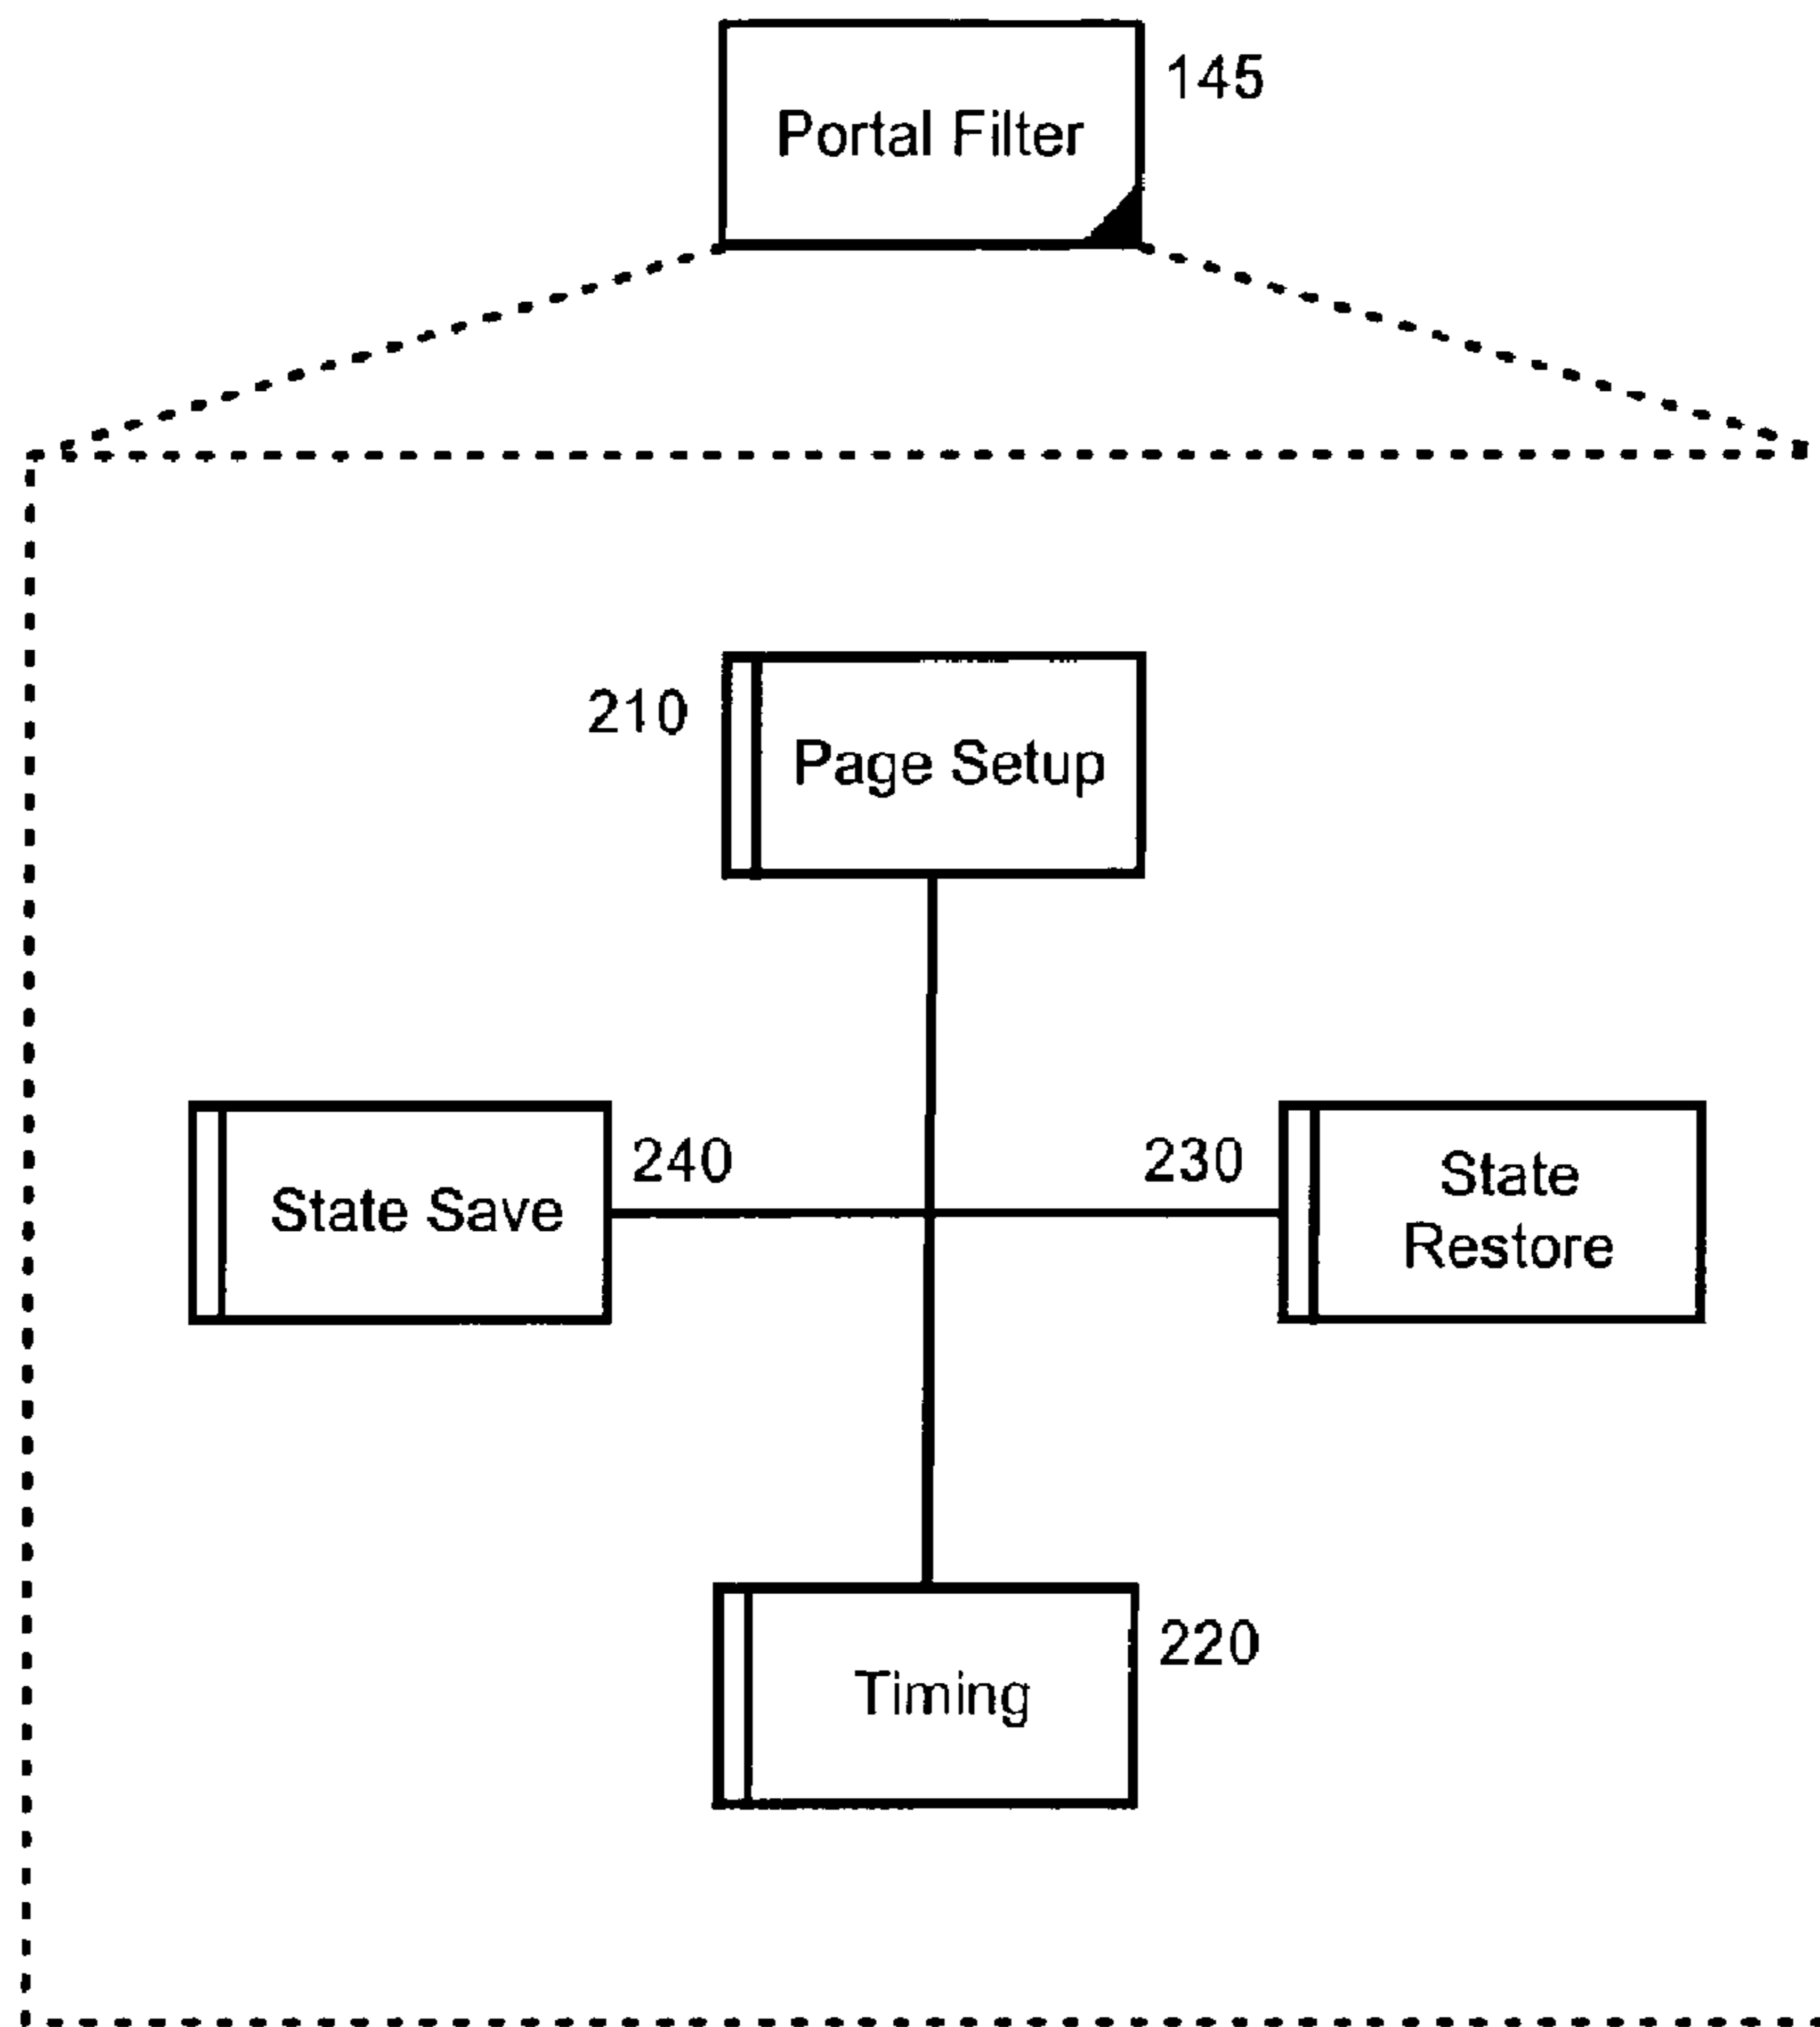 145
Portal Filter
210
Page Setup
240
State Save
230
State
Restore
220
Timing